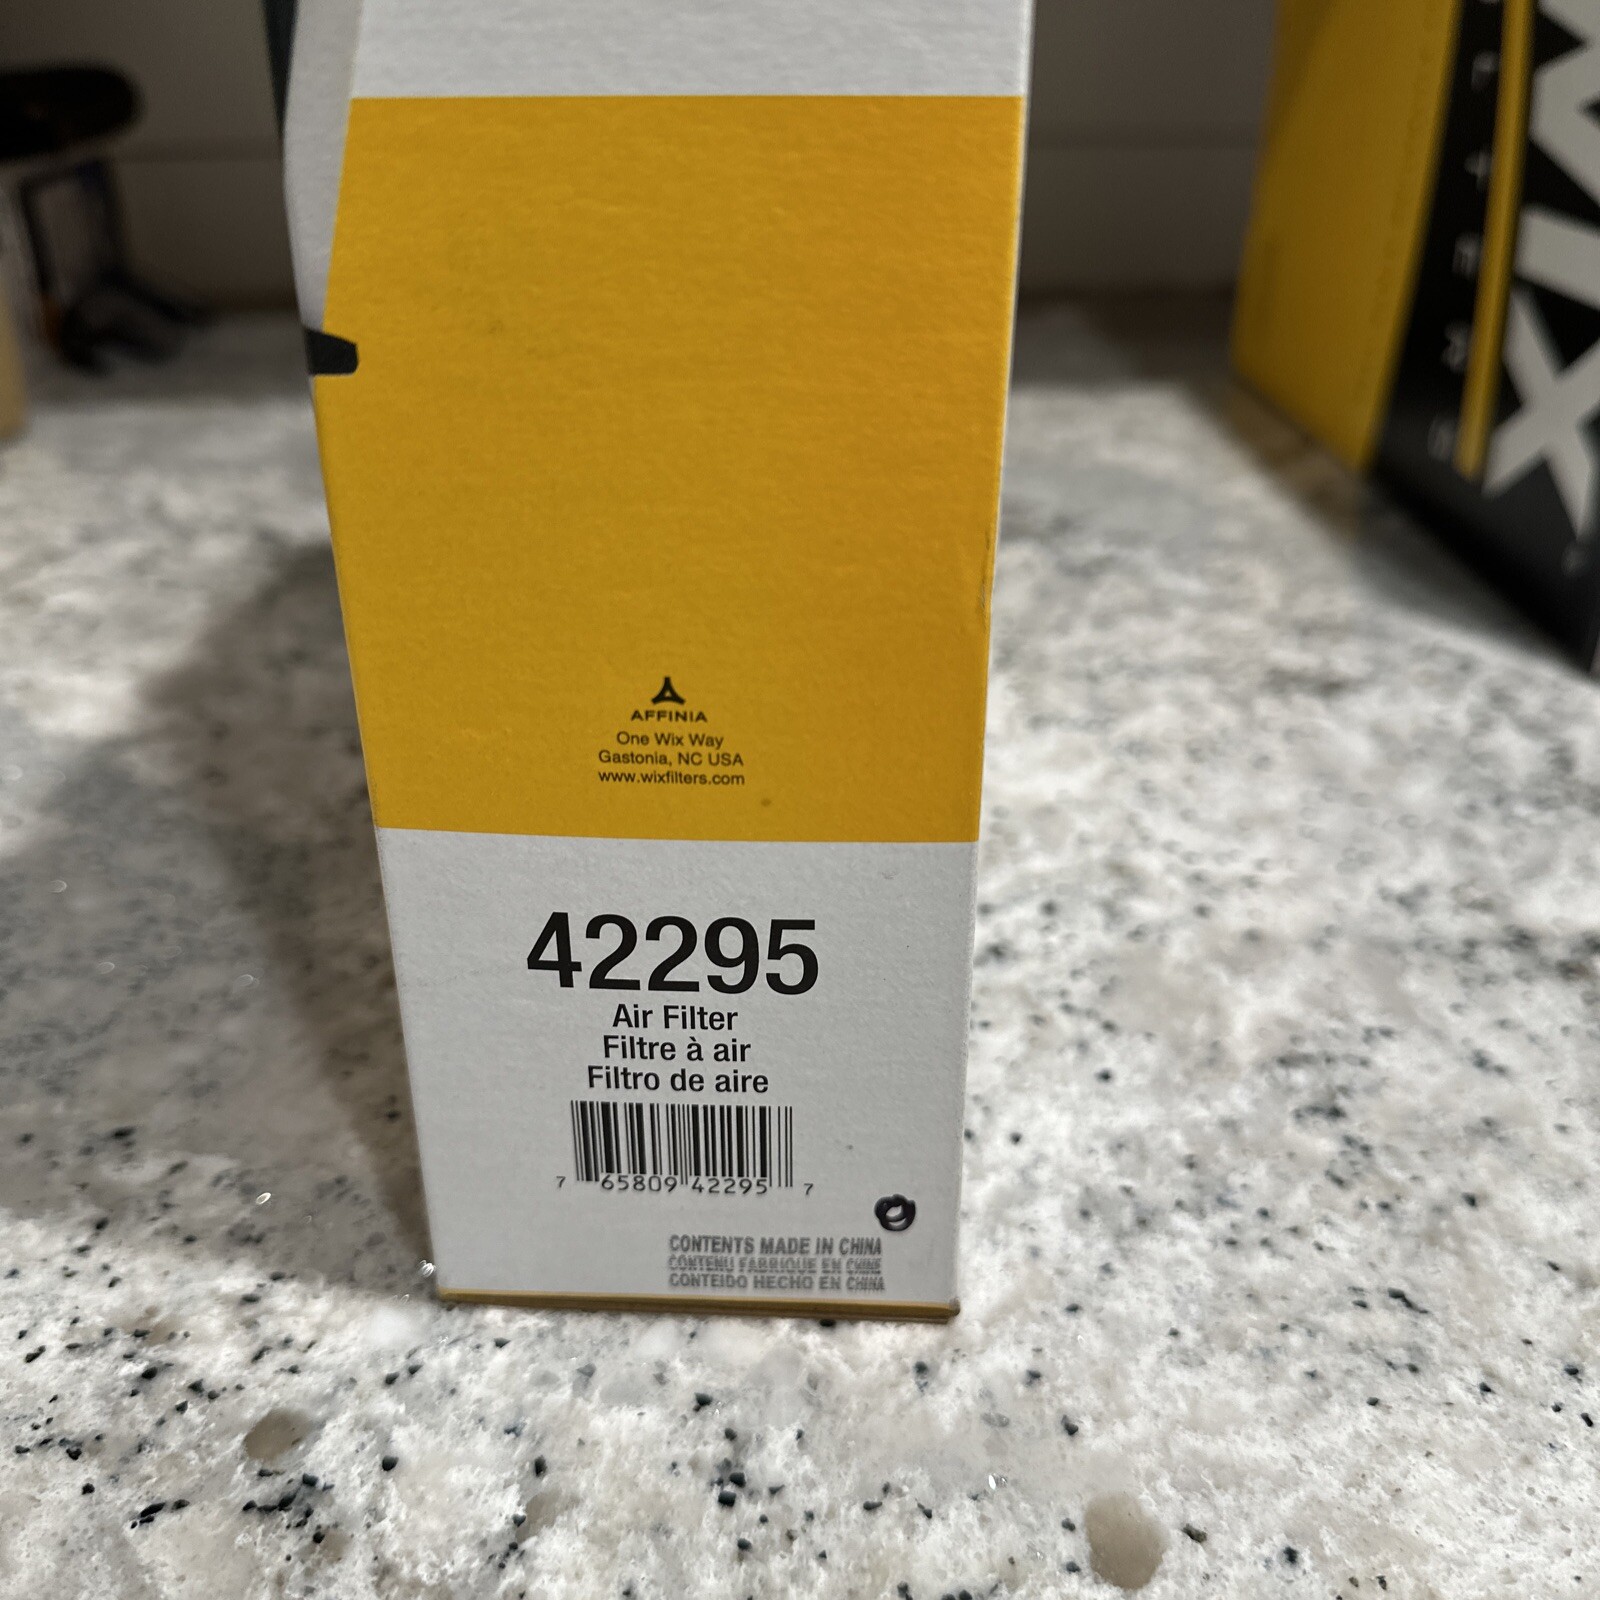 AFFINIA
One Wix Way
Gastonia, NC USA
www.wixfilters.com
42295
Air Filter
Filtre à air
Filtro de aire
7 65809 42295 7
CONTENTS MADE IN CHINA
CONTENU FABRIQUE EN CHINE
CONTEIDO HECHO EN CHINA
WIX